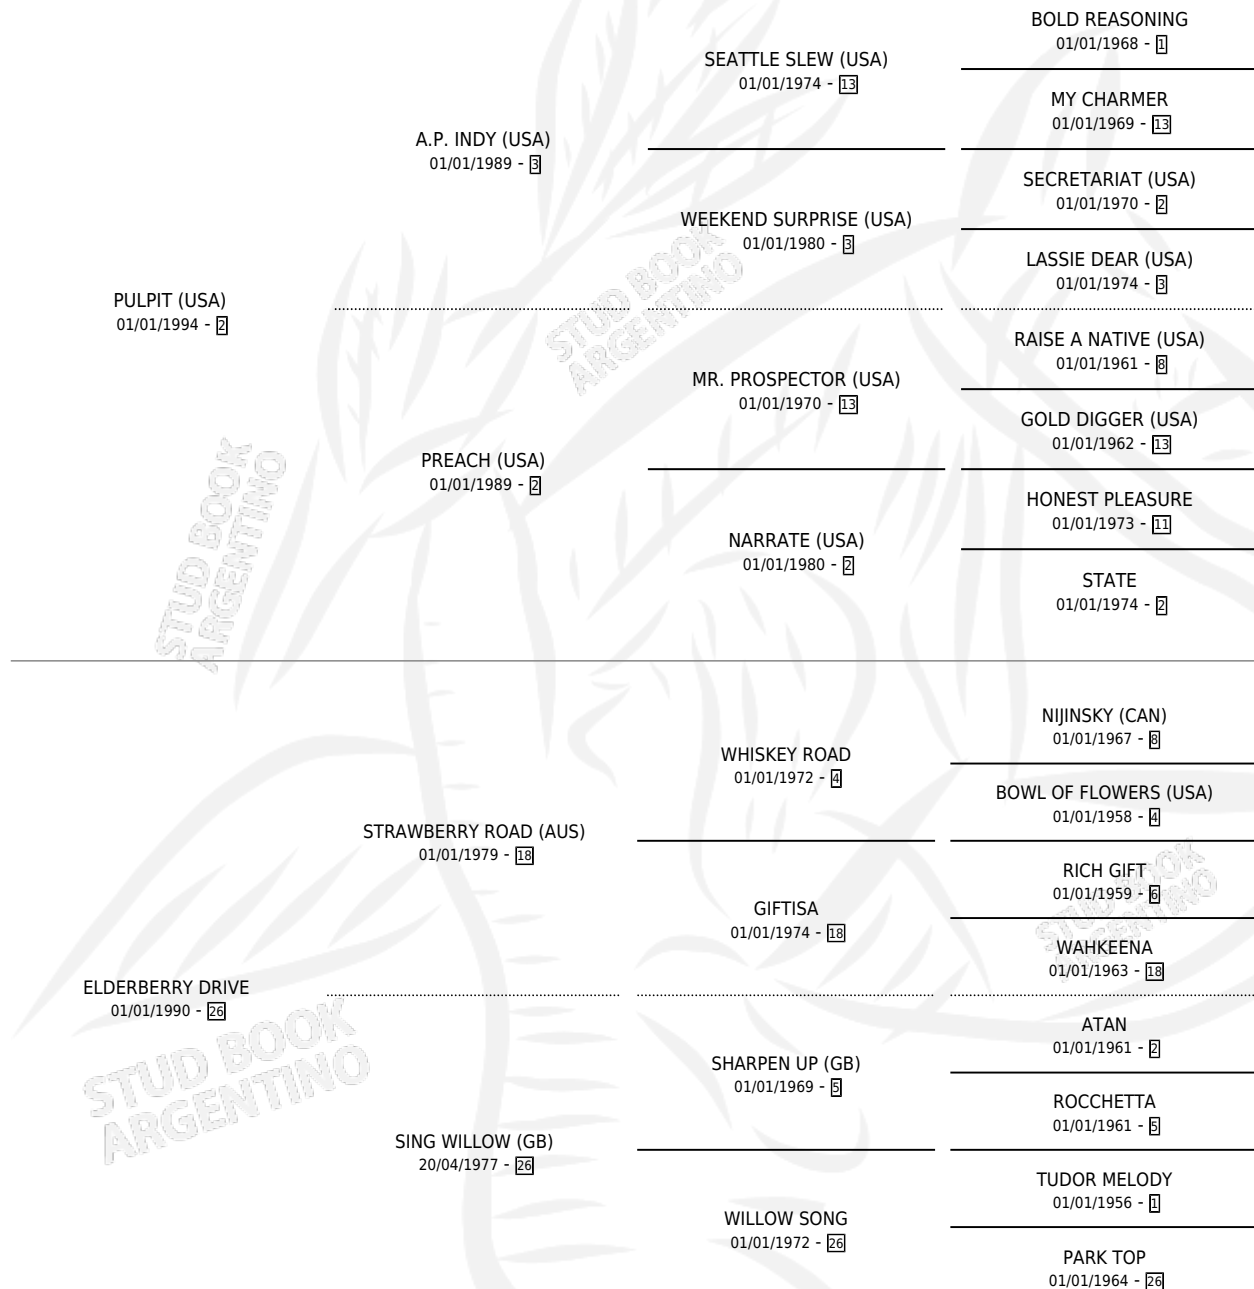 BOLD REASONING
01/01/1968 - 1
SEATTLE SLEW (USA)
01/01/1974 - 13
MY CHARMER
01/01/1969 - 13
A.P. INDY (USA)
01/01/1989 - 3
SECRETARIAT (USA)
01/01/1970 - 2
WEEKEND SURPRISE (USA)
01/01/1980 - 3
LASSIE DEAR (USA)
01/01/1974 - 3
PULPIT (USA)
01/01/1994 - 2
RAISE A NATIVE (USA)
01/01/1961 - 8
MR. PROSPECTOR (USA)
01/01/1970 - 13
GOLD DIGGER (USA)
01/01/1962 - 13
PREACH (USA)
01/01/1989 - 2
HONEST PLEASURE
01/01/1973 - 11
NARRATE (USA)
01/01/1980 - 2
STATE
01/01/1974 - 2
STUD BOOK
ARGENTINO
STUD BOOK
ARGENTINO
NIJINSKY (CAN)
01/01/1967 - 8
WHISKEY ROAD
01/01/1972 - 4
BOWL OF FLOWERS (USA)
01/01/1958 - 4
STRAWBERRY ROAD (AUS)
01/01/1979 - 18
RICH GIFT
01/01/1959 - 6
GIFTISA
01/01/1974 - 18
WAHKEENA
01/01/1963 - 18
ELDERBERRY DRIVE
01/01/1990 - 26
ATAN
01/01/1961 - 2
SHARPEN UP (GB)
01/01/1969 - 5
ROCCHETTA
01/01/1961 - 5
SING WILLOW (GB)
20/04/1977 - 26
TUDOR MELODY
01/01/1956 - 1
WILLOW SONG
01/01/1972 - 26
PARK TOP
01/01/1964 - 26
STUD BOOK
ARGENTINO
STUD BOOK
ARGENTINO